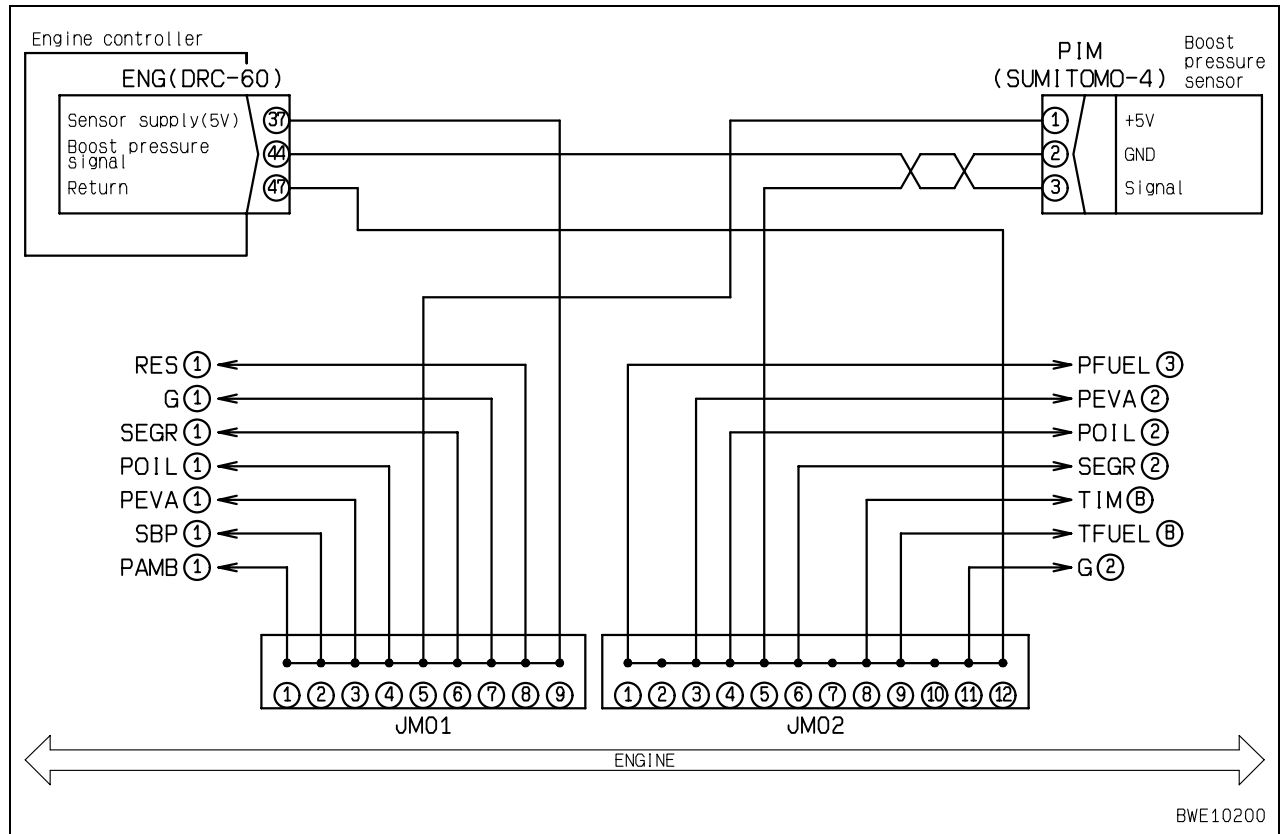 Engine controller
ENG(DRC-60)
Sensor supply(5V) 37
Boost pressure
signal 44
Return 47
PIM
(SUMITOMO-4)
Boost
pressure
sensor
1 +5V
2 GND
3 Signal
RES 1
G 1
SEGR 1
POIL 1
PEVA 1
SBP 1
PAMB 1
PFUEL 3
PEVA 2
POIL 2
SEGR 2
TIM B
TFUEL B
G 2
1 2 3 4 5 6 7 8 9
JM01
1 2 3 4 5 6 7 8 9 10 11 12
JM02
ENGINE
BWE10200